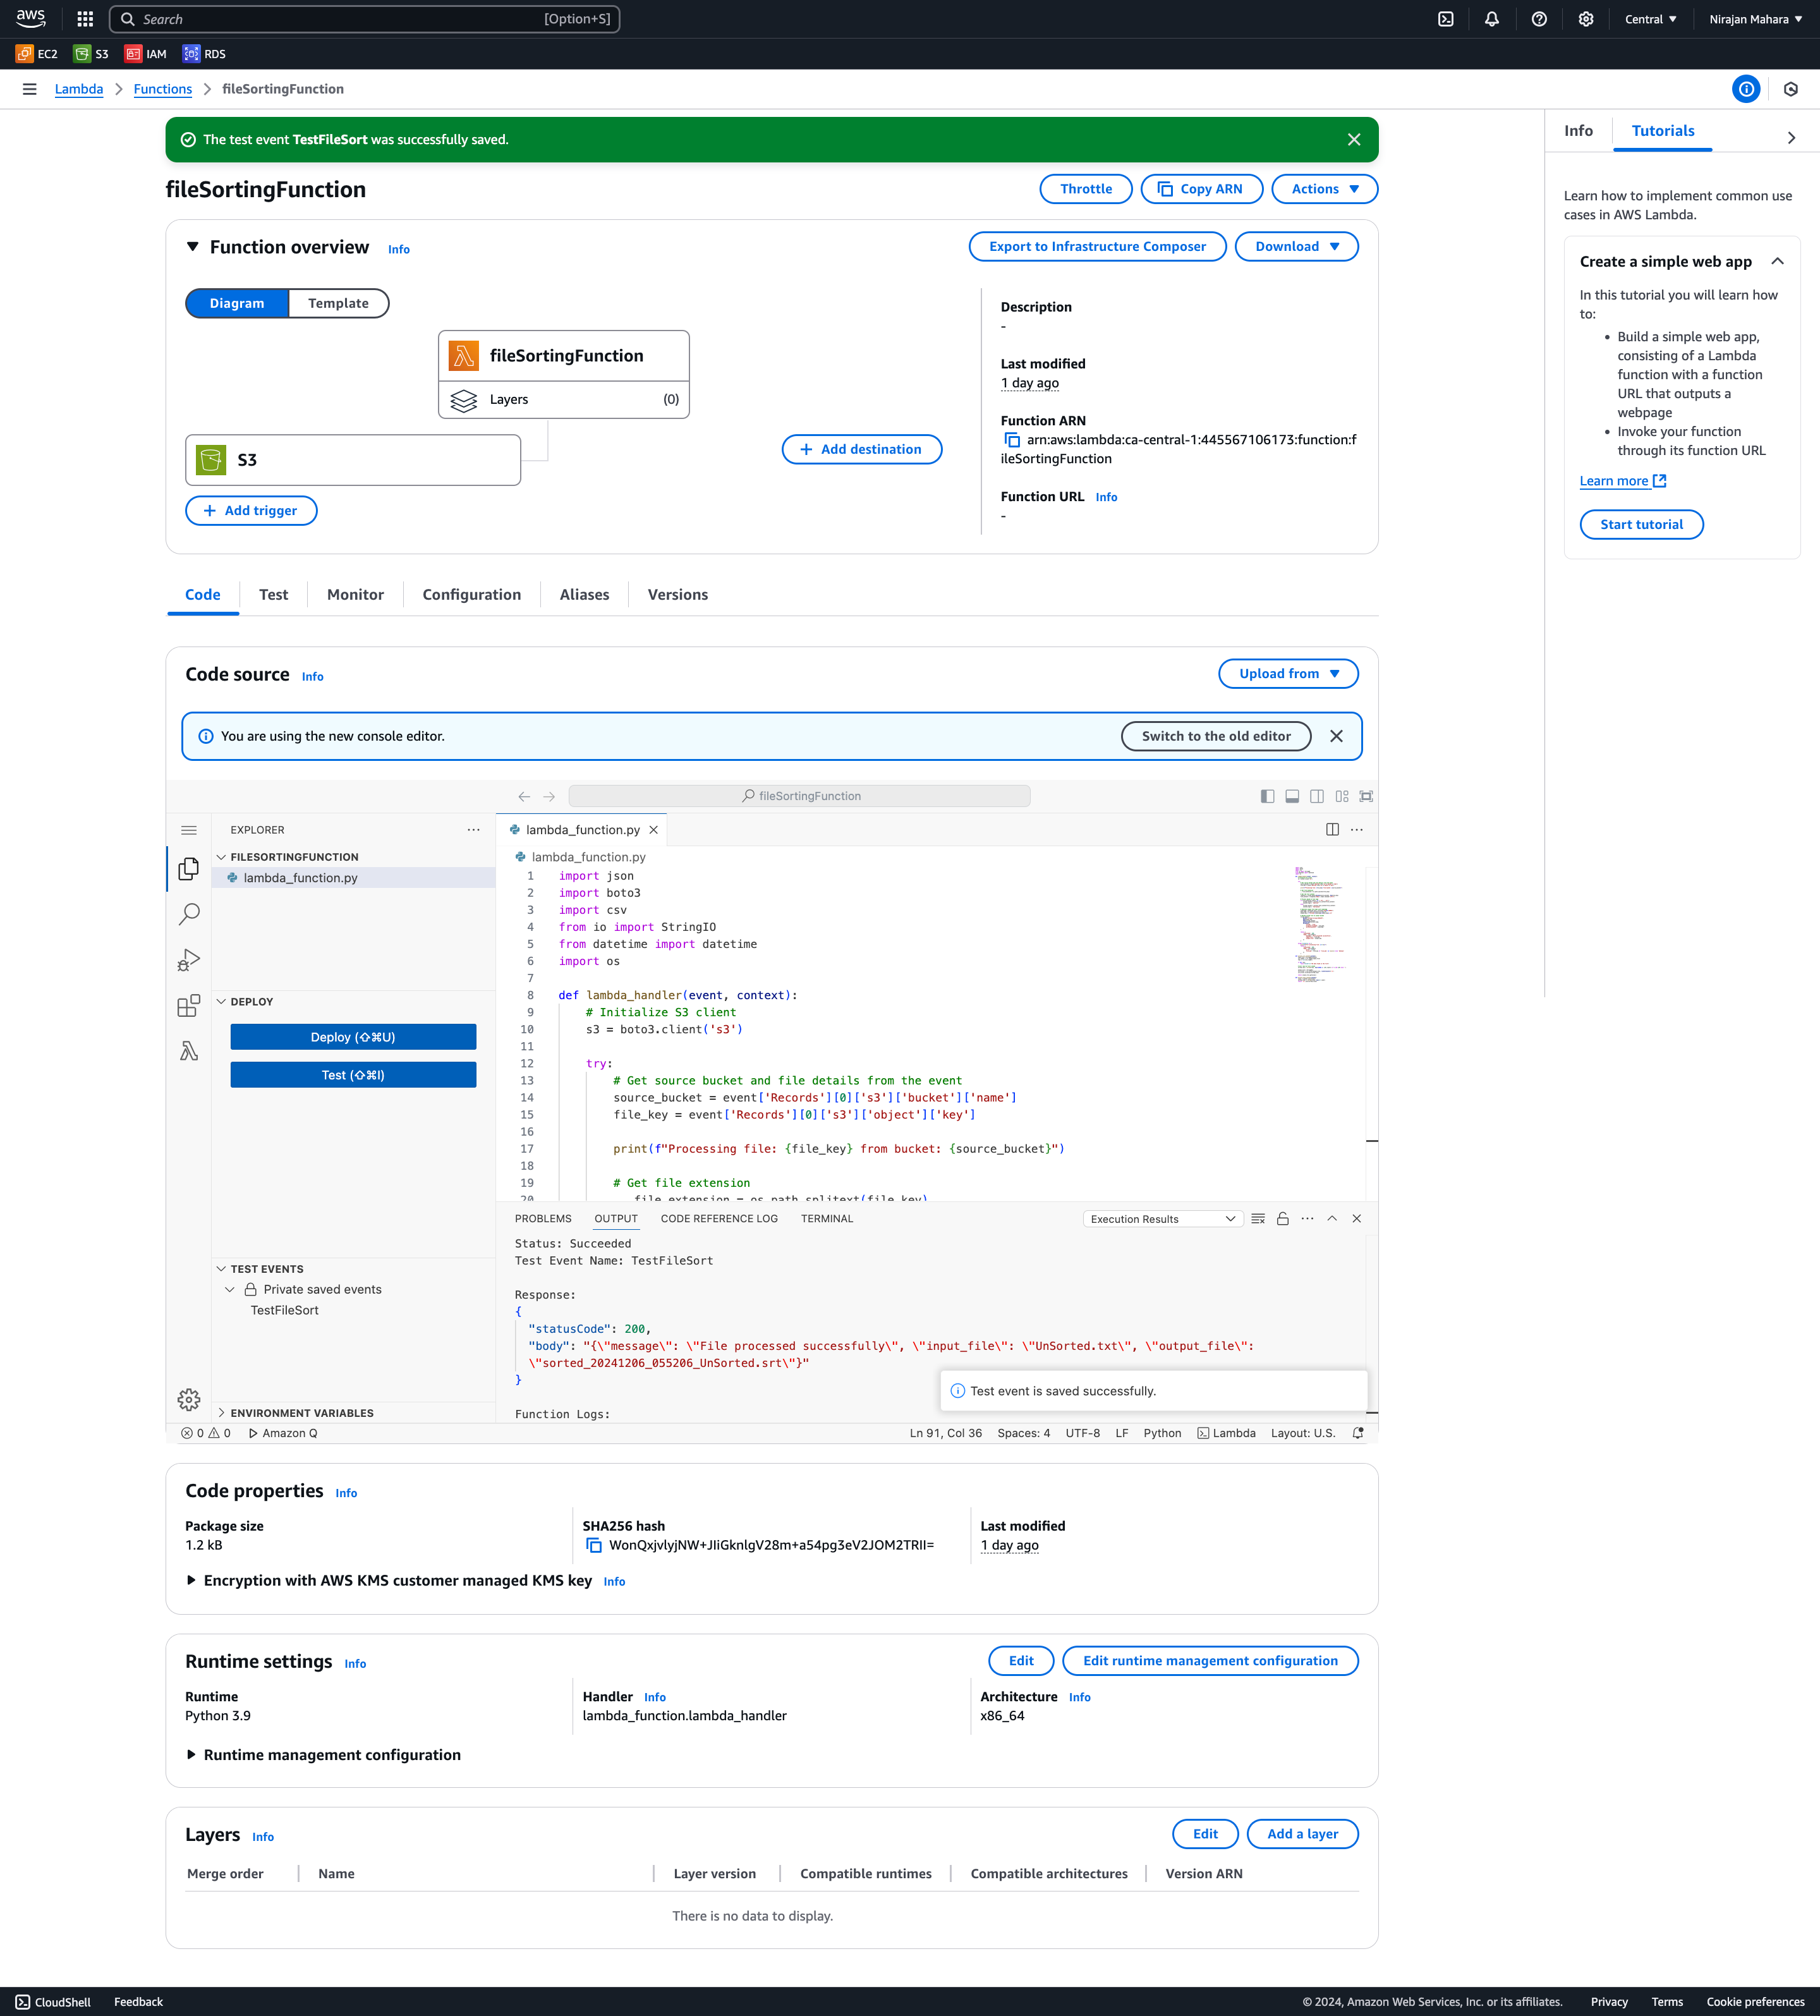 aws
Search [Option+S]
Central ▼
Nirajan Mahara ▼
EC2 S3 IAM RDS
Lambda > Functions > fileSortingFunction
The test event TestFileSort was successfully saved.
fileSortingFunction
Throttle
Copy ARN
Actions ▼
▼ Function overview Info
Export to Infrastructure Composer
Download ▼
Diagram
Template
fileSortingFunction
Layers (0)
S3
+ Add trigger
+ Add destination
Description
-
Last modified
1 day ago
Function ARN
arn:aws:lambda:ca-central-1:445567106173:function:f
ileSortingFunction
Function URL Info
-
Info
Tutorials
Learn how to implement common use
cases in AWS Lambda.
Create a simple web app
In this tutorial you will learn how
to:
• Build a simple web app,
consisting of a Lambda
function with a function
URL that outputs a
webpage
• Invoke your function
through its function URL
Learn more
Start tutorial
Code
Test
Monitor
Configuration
Aliases
Versions
Code source Info
Upload from ▼
You are using the new console editor.
Switch to the old editor
fileSortingFunction
EXPLORER ...
FILESORTINGFUNCTION
lambda_function.py
DEPLOY
Deploy (⇧⌘U)
Test (⇧⌘I)
TEST EVENTS
Private saved events
TestFileSort
ENVIRONMENT VARIABLES
lambda_function.py
lambda_function.py
1 import json
2 import boto3
3 import csv
4 from io import StringIO
5 from datetime import datetime
6 import os
7
8 def lambda_handler(event, context):
9 # Initialize S3 client
10 s3 = boto3.client('s3')
11
12 try:
13 # Get source bucket and file details from the event
14 source_bucket = event['Records'][0]['s3']['bucket']['name']
15 file_key = event['Records'][0]['s3']['object']['key']
16
17 print(f"Processing file: {file_key} from bucket: {source_bucket}")
18
19 # Get file extension
20 _, file_extension = os.path.splitext(file_key)
PROBLEMS
OUTPUT
CODE REFERENCE LOG
TERMINAL
Execution Results
Status: Succeeded
Test Event Name: TestFileSort
Response:
{
"statusCode": 200,
"body": "{\"message\": \"File processed successfully\", \"input_file\": \"UnSorted.txt\", \"output_file\":
\"sorted_20241206_055206_UnSorted.srt\"}"
}
Function Logs:
Test event is saved successfully.
0 0 Amazon Q
Ln 91, Col 36 Spaces: 4 UTF-8 LF Python Lambda Layout: U.S.
Code properties Info
Package size
1.2 kB
SHA256 hash
WonQxjvlyjNW+JIiGknlgV28m+a54pg3eV2JOM2TRII=
Last modified
1 day ago
Encryption with AWS KMS customer managed KMS key Info
Runtime settings Info
Edit
Edit runtime management configuration
Runtime
Python 3.9
Handler Info
lambda_function.lambda_handler
Architecture Info
x86_64
Runtime management configuration
Layers Info
Edit
Add a layer
Merge order
Name
Layer version
Compatible runtimes
Compatible architectures
Version ARN
There is no data to display.
CloudShell Feedback
© 2024, Amazon Web Services, Inc. or its affiliates.
Privacy Terms Cookie preferences